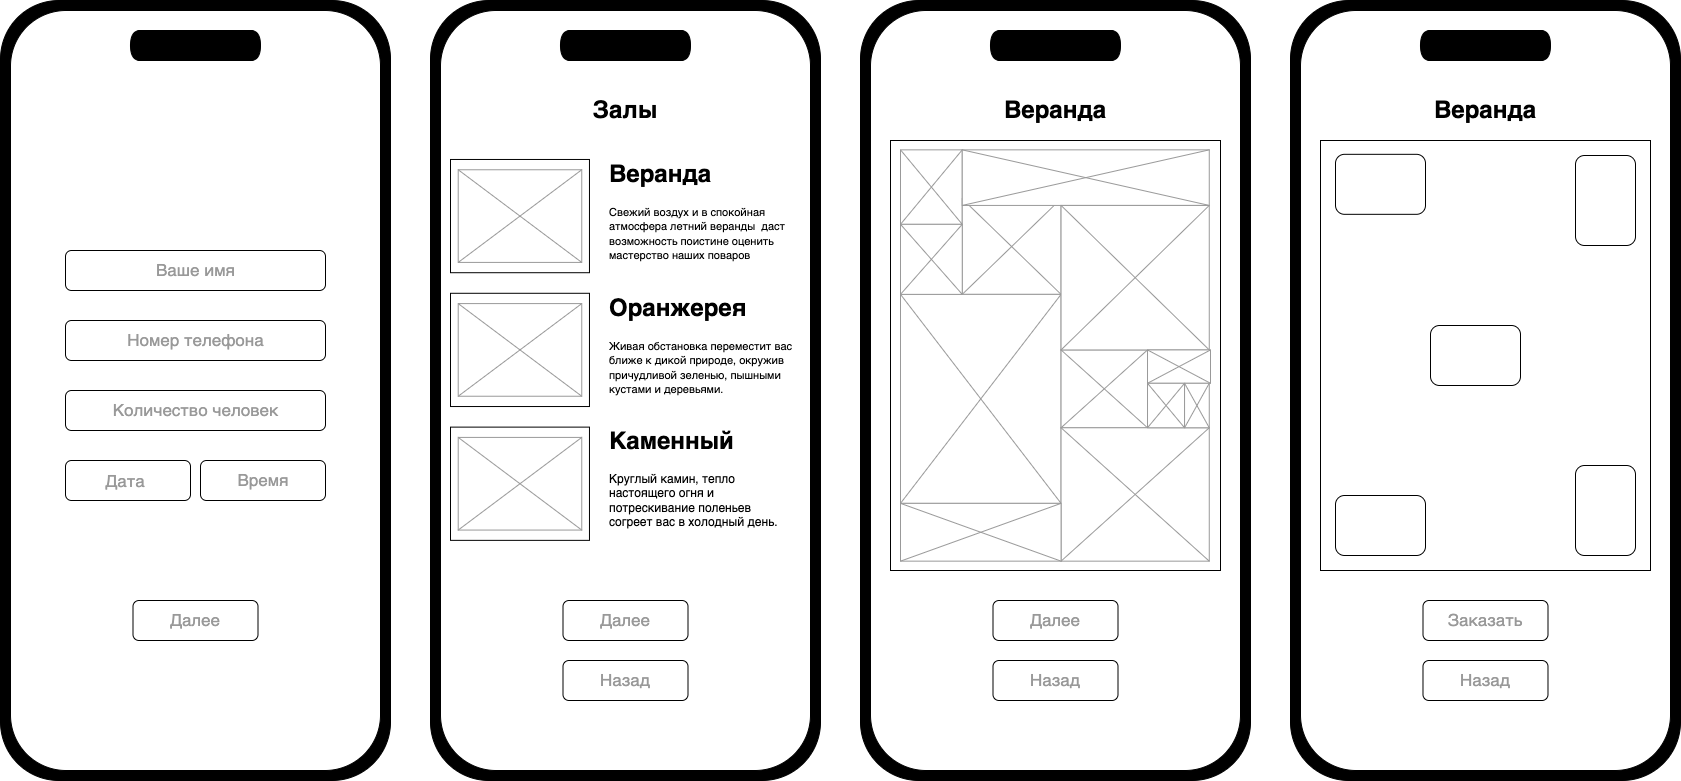 Ваше имя
Номер телефона
Количество человек
Дата
Время
Далее
Залы
Веранда
Свежий воздух и в спокойная
атмосфера летний веранды даст
возможность поистине оценить
мастерство наших поваров
Оранжерея
Живая обстановка переместит вас
ближе к дикой природе, окружив
причудливой зеленью, пышными
кустами и деревьями.
Каменный
Круглый камин, тепло
настоящего огня и
потрескивание поленьев
согреет вас в холодный день.
Далее
Назад
Веранда
Далее
Назад
Веранда
Заказать
Назад